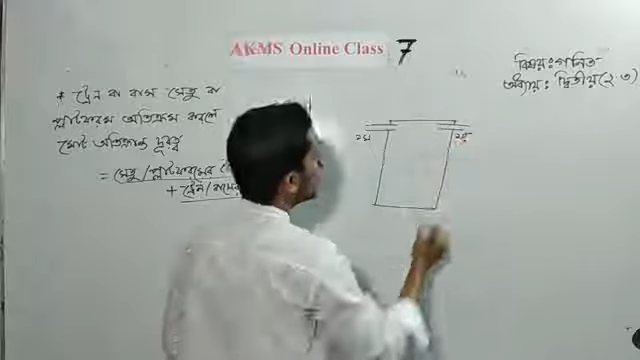 AKMS Online Class 7
বিষয়ঃ গণিত
অধ্যায়ঃ দ্বিতীয়(২.৩)
* ট্রেন বা বাস সেতু বা
প্লাটফরম অতিক্রম করলে
মোট অতিক্রান্ত দূরত্ব
= সেতু/প্লাটফরমের
+ ট্রেন/বাসের